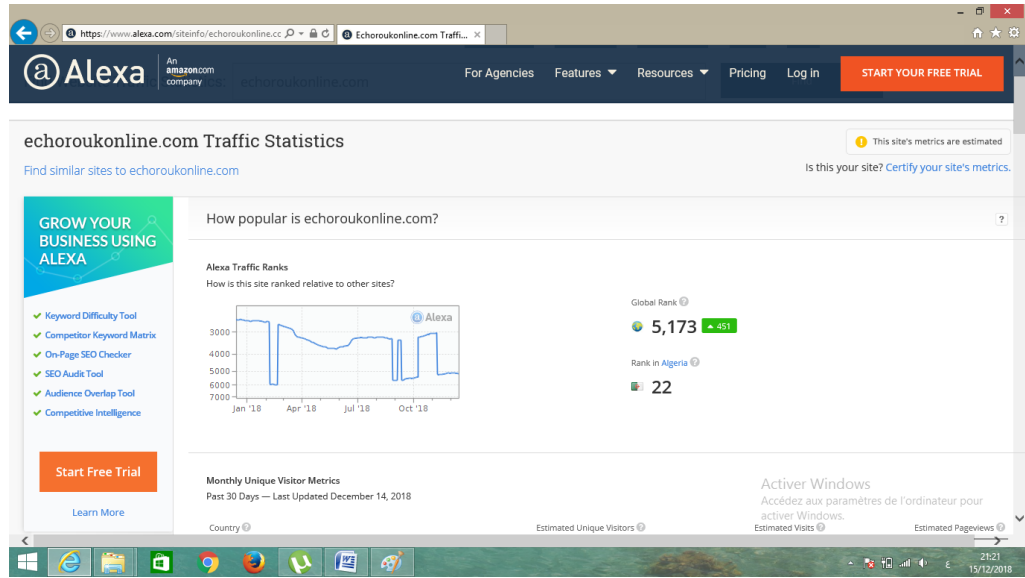 https://www.alexa.com/siteinfo/echoroukonline.cc
Echoroukonline.com Traffi...
Alexa
An
amazon.com
company
echoroukonline.com
For Agencies
Features
Resources
Pricing
Log in
START YOUR FREE TRIAL
echoroukonline.com Traffic Statistics
This site's metrics are estimated
Find similar sites to echoroukonline.com
Is this your site? Certify your site's metrics.
GROW YOUR
BUSINESS USING
ALEXA
Keyword Difficulty Tool
Competitor Keyword Matrix
On-Page SEO Checker
SEO Audit Tool
Audience Overlap Tool
Competitive Intelligence
Start Free Trial
Learn More
How popular is echoroukonline.com?
?
Alexa Traffic Ranks
How is this site ranked relative to other sites?
Alexa
3000
4000
5000
6000
7000
Jan '18
Apr '18
Jul '18
Oct '18
Global Rank
5,173
451
Rank in Algeria
22
Monthly Unique Visitor Metrics
Past 30 Days — Last Updated December 14, 2018
Country
Estimated Unique Visitors
Estimated Visits
Estimated Pageviews
Activer Windows
Accédez aux paramètres de l'ordinateur pour
activer Windows.
ع
21:21
15/12/2018